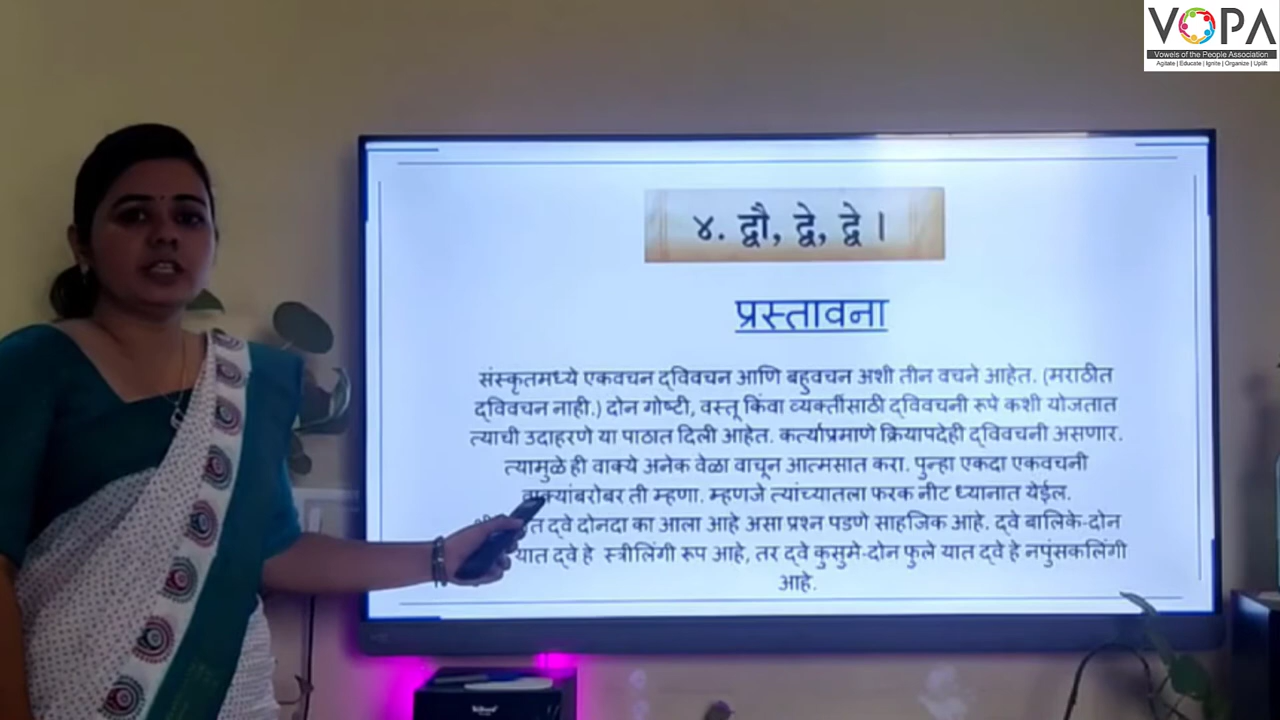 VOPA
Vowels of the People Association
Agitate | Educate | Ignite | Organize | Uplift
४. द्वौ, द्वे, द्वे ।
प्रस्तावना
संस्कृतमध्ये एकवचन द्विवचन आणि बहुवचन अशी तीन वचने आहेत. (मराठीत
द्विवचन नाही.) दोन गोष्टी, वस्तू किंवा व्यक्तींसाठी द्विवचनी रूपे कशी योजतात
त्याची उदाहरणे या पाठात दिली आहेत. कर्त्याप्रमाणे क्रियापदेही द्विवचनी असणार.
त्यामुळे ही वाक्ये अनेक वेळा वाचून आत्मसात करा. पुन्हा एकदा एकवचनी
वाक्यांबरोबर ती म्हणा. म्हणजे त्यांच्यातला फरक नीट ध्यानात येईल.
द्वे दोनदा का आला आहे असा प्रश्न पडणे साहजिक आहे. द्वे बालिके-दोन
यात द्वे हे स्त्रीलिंगी रूप आहे, तर द्वे कुसुमे-दोन फुले यात द्वे हे नपुंसकलिंगी
आहे.